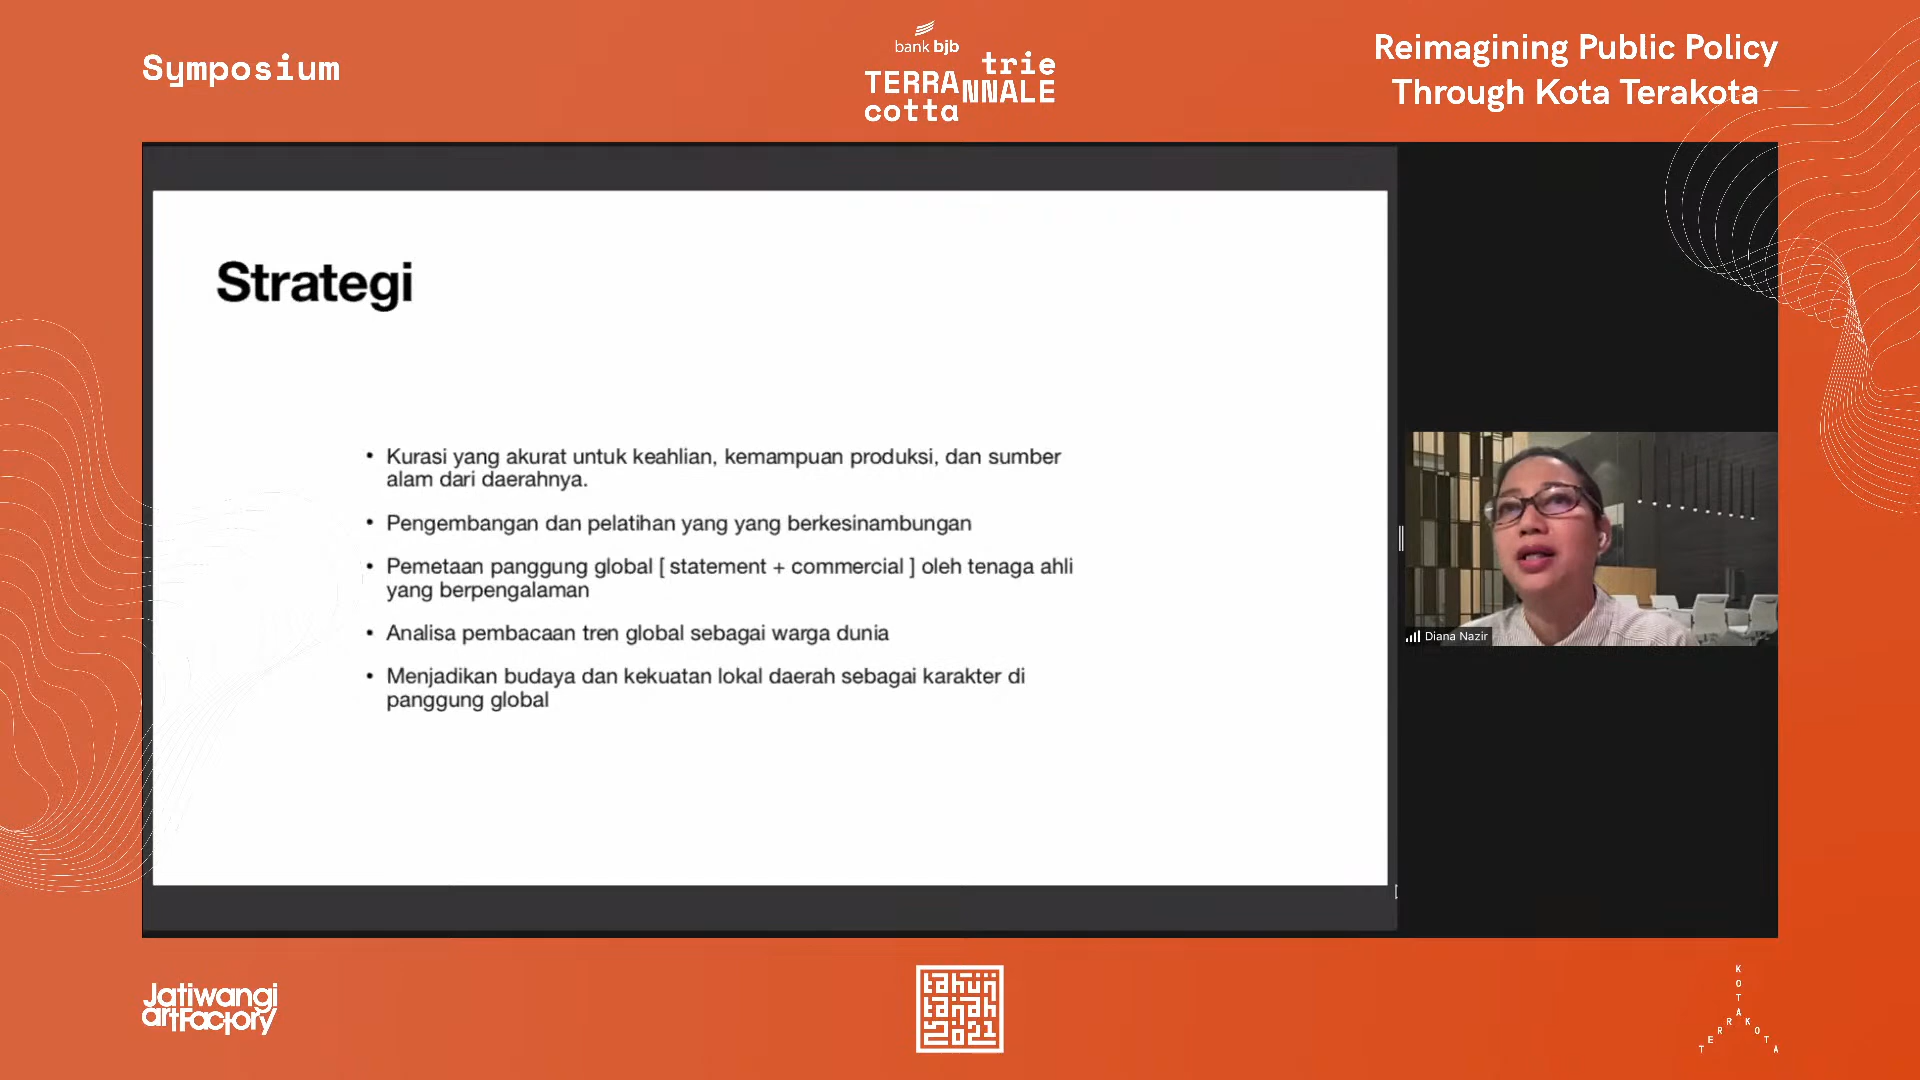 Symposium
bank bjb
TERRA
cotta
trie
NNALE
Reimagining Public Policy
Through Kota Terakota
Strategi
• Kurasi yang akurat untuk keahlian, kemampuan produksi, dan sumber
alam dari daerahnya.
• Pengembangan dan pelatihan yang yang berkesinambungan
• Pemetaan panggung global [ statement + commercial ] oleh tenaga ahli
yang berpengalaman
• Analisa pembacaan tren global sebagai warga dunia
• Menjadikan budaya dan kekuatan lokal daerah sebagai karakter di
panggung global
Diana Nazir
Jatiwangi
artFactory
tahun
tanah
2021
KOTA
TERRA
KOTA